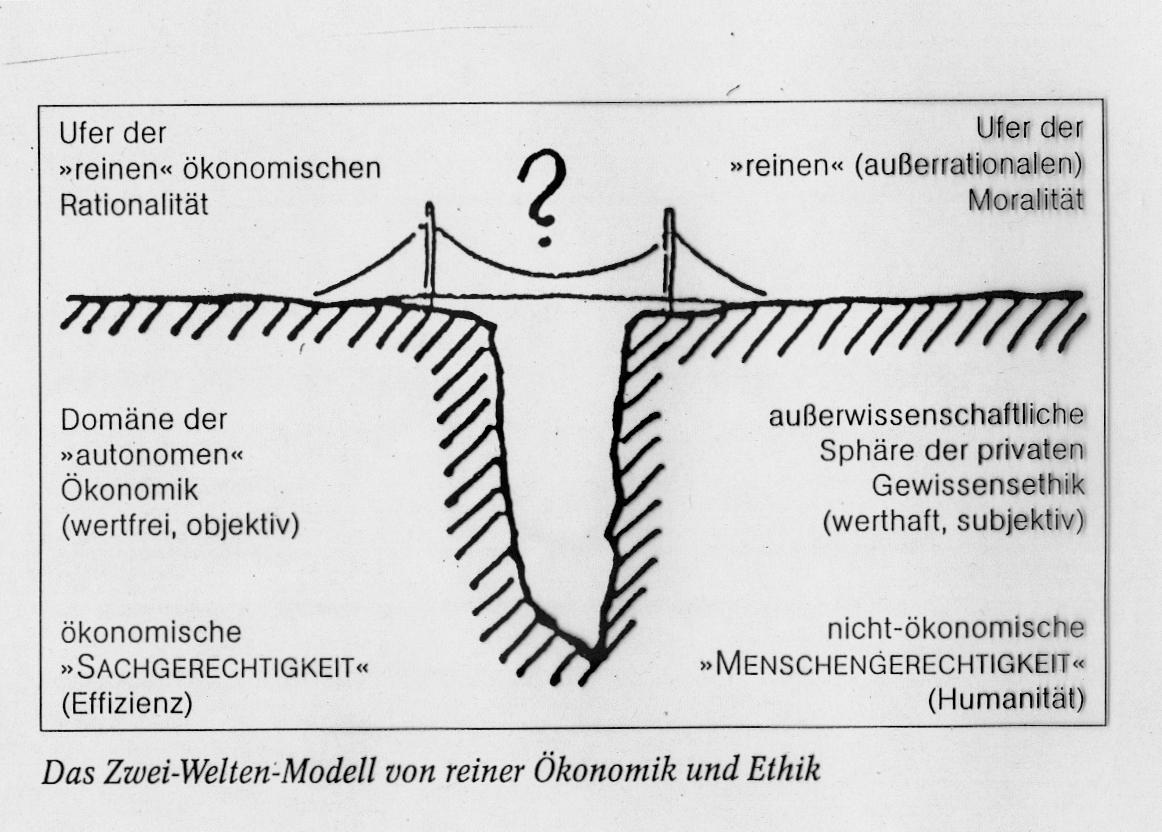 Ufer der
»reinen« ökonomischen
Rationalität
?
Ufer der
»reinen« (außerrationalen)
Moralität
Domäne der
»autonomen«
Ökonomik
(wertfrei, objektiv)
außerwissenschaftliche
Sphäre der privaten
Gewissensethik
(werthaft, subjektiv)
ökonomische
»SACHGERECHTIGKEIT«
(Effizienz)
nicht-ökonomische
»MENSCHENGERECHTIGKEIT«
(Humanität)
Das Zwei-Welten-Modell von reiner Ökonomik und Ethik